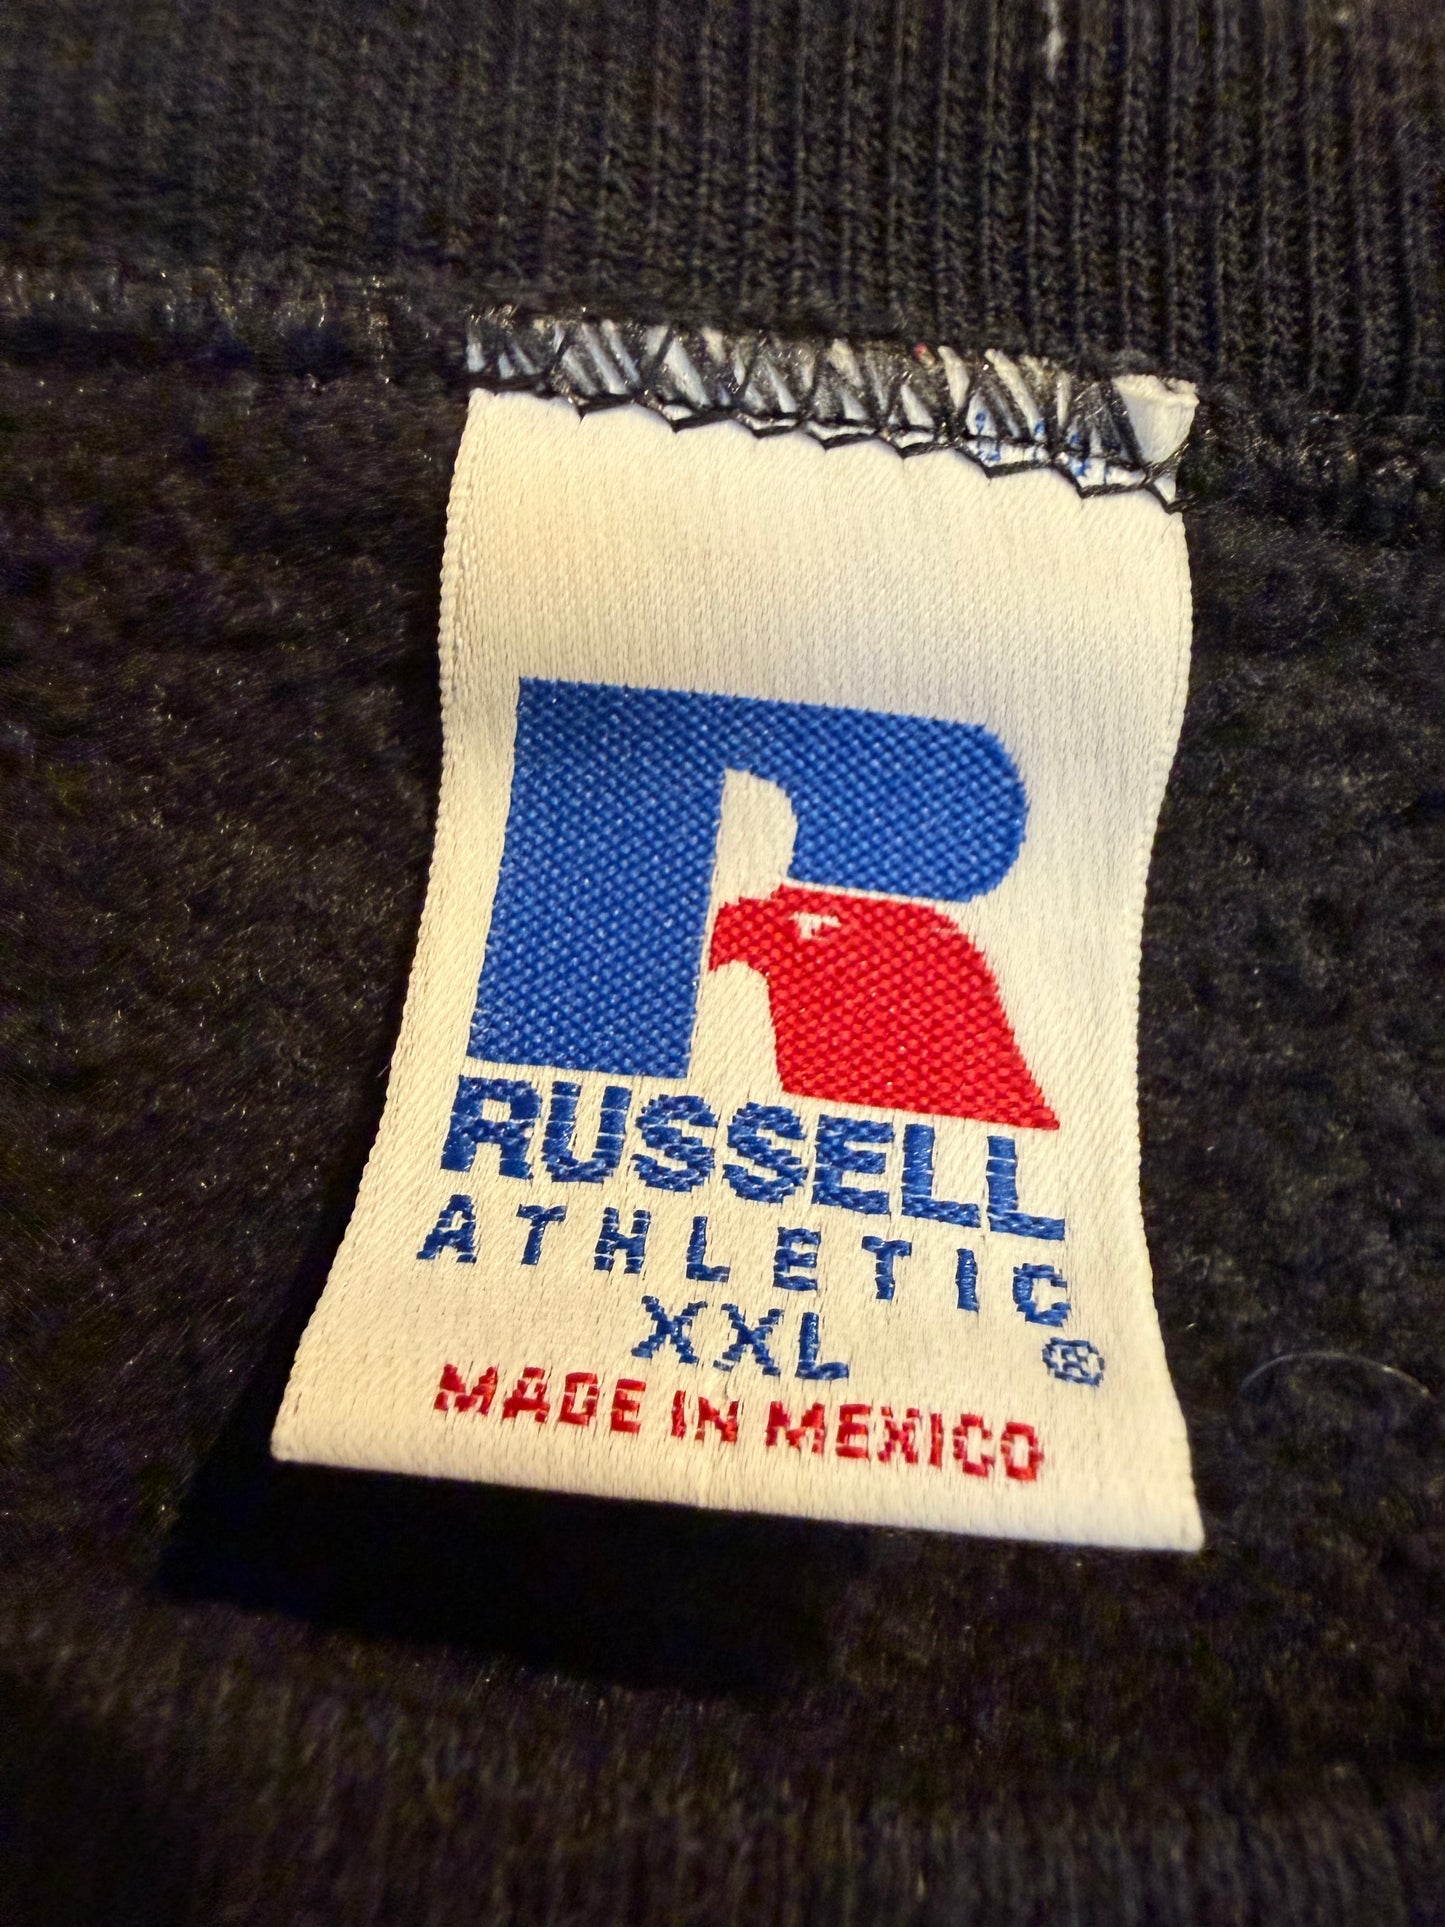 RUSSELL
ATHLETIC
XXL ®
MADE IN MEXICO